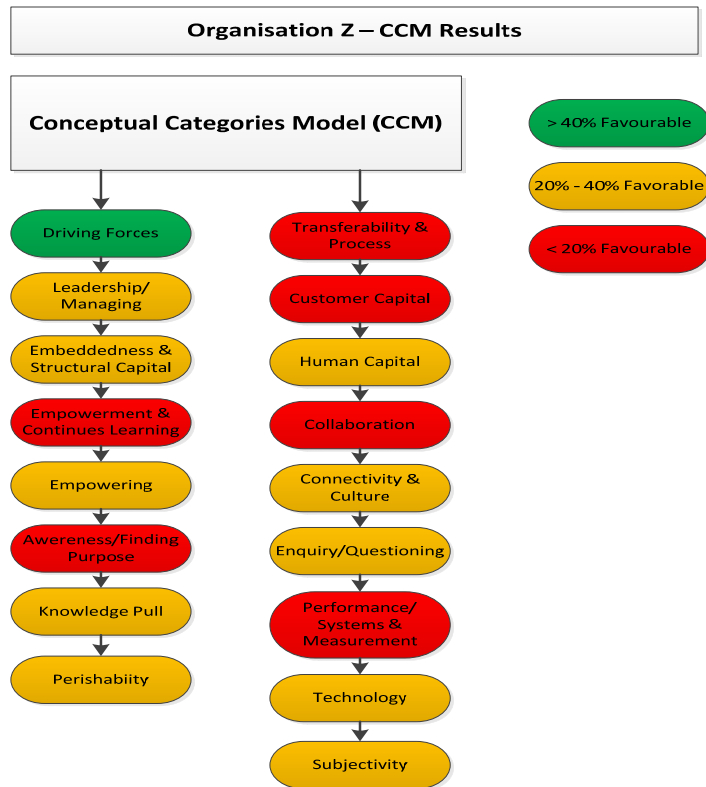 Organisation Z – CCM Results
Conceptual Categories Model (CCM)
> 40% Favourable
20% - 40% Favorable
< 20% Favourable
Driving Forces
Leadership/
Managing
Embeddedness &
Structural Capital
Empowerment &
Continues Learning
Empowering
Awereness/Finding
Purpose
Knowledge Pull
Perishabiity
Transferability &
Process
Customer Capital
Human Capital
Collaboration
Connectivity &
Culture
Enquiry/Questioning
Performance/
Systems &
Measurement
Technology
Subjectivity